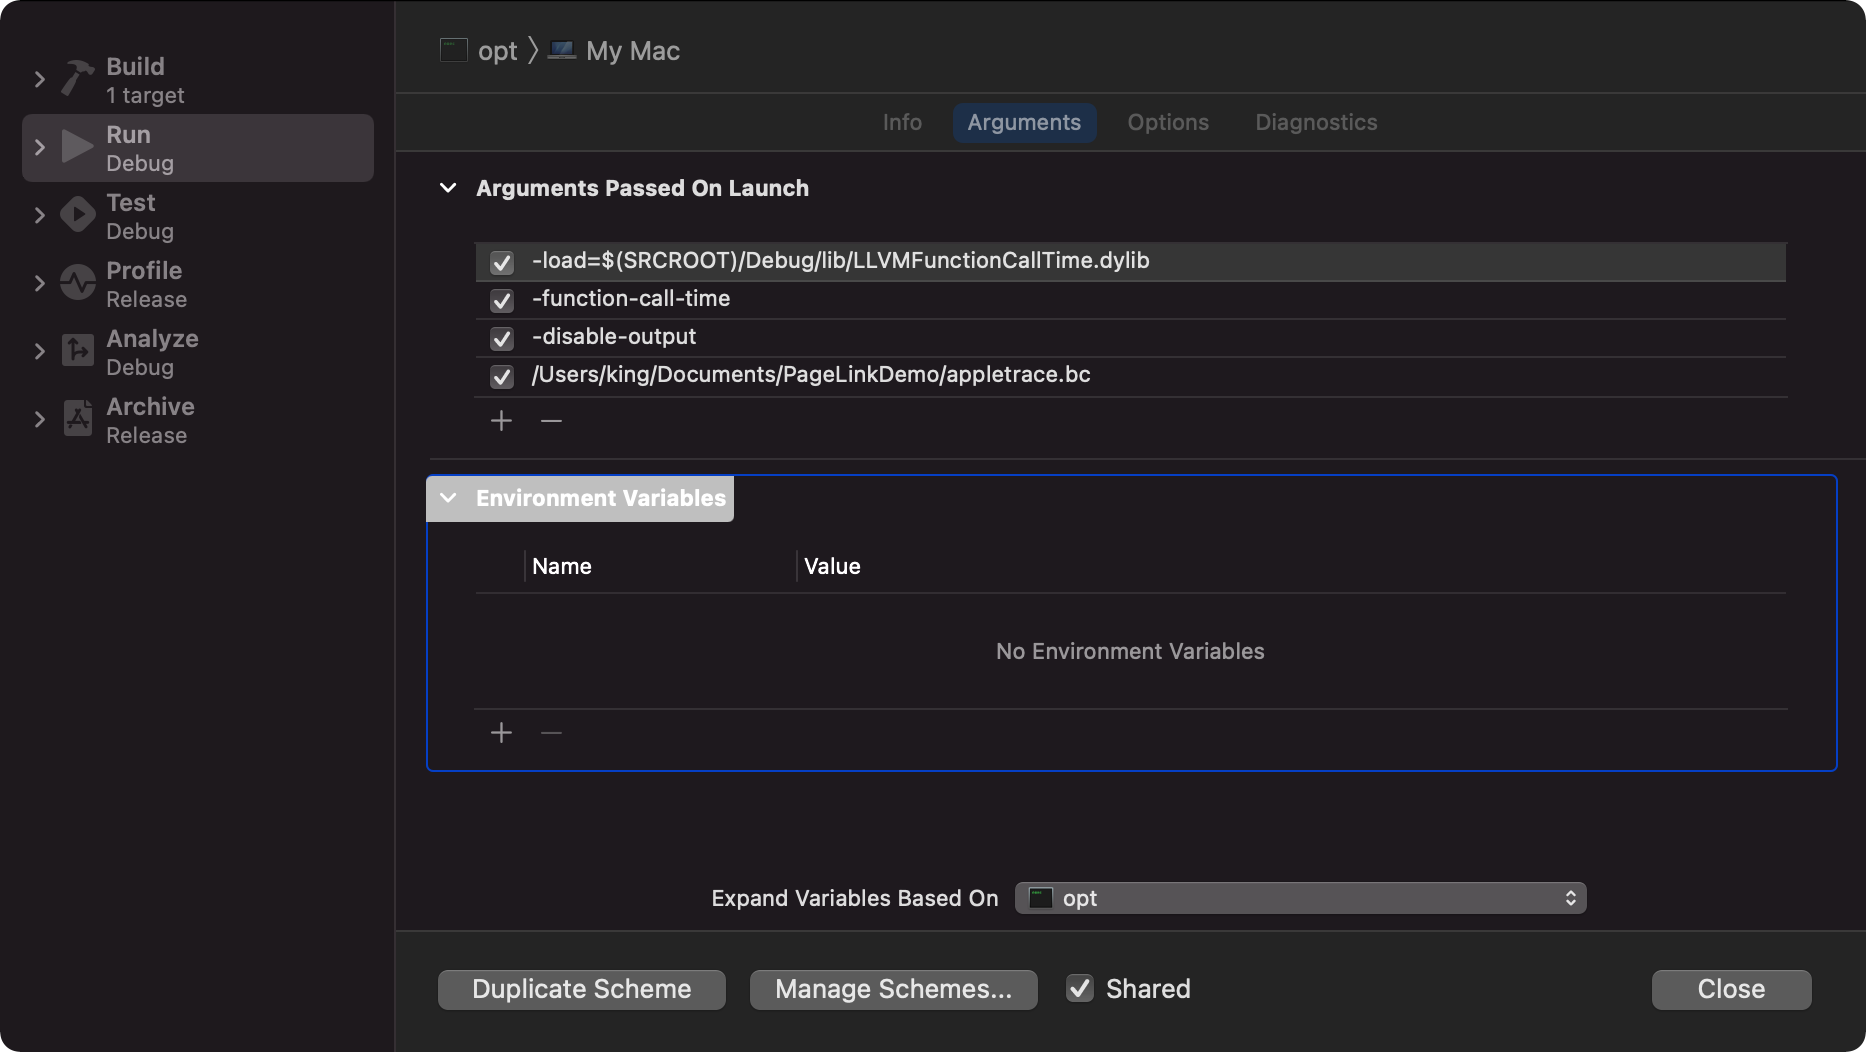 Build
1 target
Run
Debug
Test
Debug
Profile
Release
Analyze
Debug
Archive
Release
opt My Mac
Info Arguments Options Diagnostics
Arguments Passed On Launch
-load=$(SRCROOT)/Debug/lib/LLVMFunctionCallTime.dylib
-function-call-time
-disable-output
/Users/king/Documents/PageLinkDemo/appletrace.bc
Environment Variables
Name Value
No Environment Variables
Expand Variables Based On opt
Duplicate Scheme Manage Schemes... Shared Close